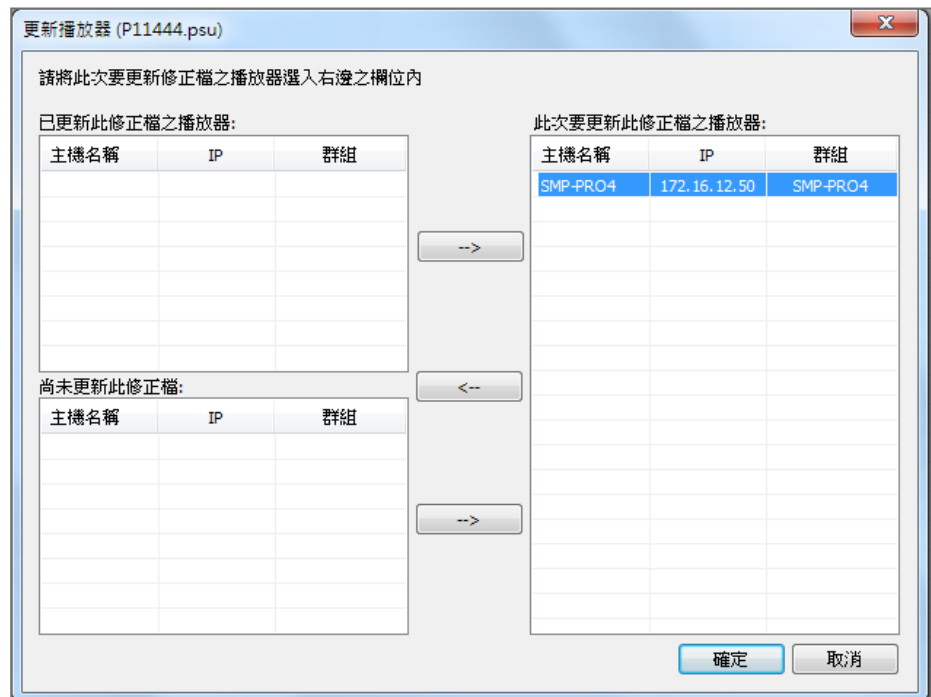 更新播放器 (P11444.psu)
請將此次要更新修正檔之播放器選入右邊之欄位內
已更新此修正檔之播放器:
主機名稱 IP 群組
-->
尚未更新此修正檔:
<--
主機名稱 IP 群組
-->
此次要更新此修正檔之播放器:
主機名稱 IP 群組
SMP-PRO4 172.16.12.50 SMP-PRO4
確定 取消